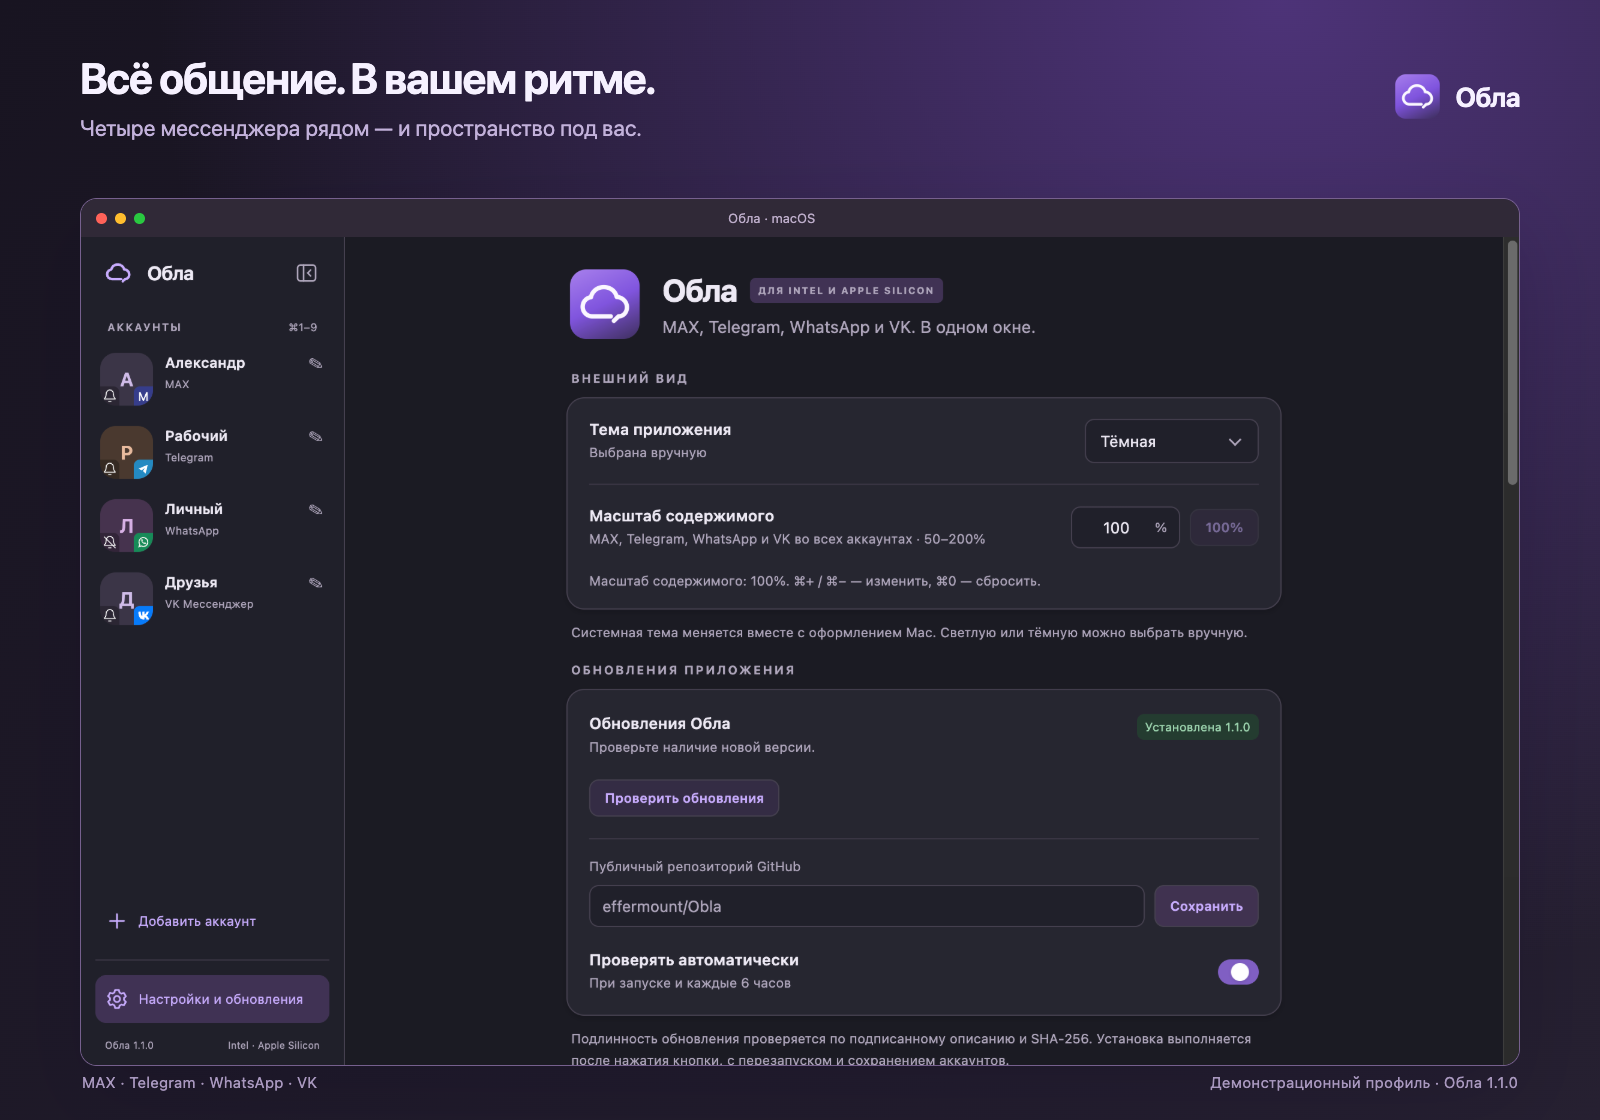 Всё общение. В вашем ритме.
Четыре мессенджера рядом — и пространство под вас.
Обла
Обла · macOS
Обла
АККАУНТЫ ⌘1–9
А
М
Александр
MAX
Р
Рабочий
Telegram
Л
Личный
WhatsApp
Д
Друзья
VK Мессенджер
Добавить аккаунт
Настройки и обновления
Обла 1.1.0 Intel · Apple Silicon
Обла ДЛЯ INTEL И APPLE SILICON
MAX, Telegram, WhatsApp и VK. В одном окне.
ВНЕШНИЙ ВИД
Тема приложения
Выбрана вручную
Тёмная
Масштаб содержимого
MAX, Telegram, WhatsApp и VK во всех аккаунтах · 50–200%
100 % 100%
Масштаб содержимого: 100%. ⌘+ / ⌘− — изменить, ⌘0 — сбросить.
Системная тема меняется вместе с оформлением Mac. Светлую или тёмную можно выбрать вручную.
ОБНОВЛЕНИЯ ПРИЛОЖЕНИЯ
Обновления Обла
Проверьте наличие новой версии.
Установлена 1.1.0
Проверить обновления
Публичный репозиторий GitHub
effermount/Obla
Сохранить
Проверять автоматически
При запуске и каждые 6 часов
Подлинность обновления проверяется по подписанному описанию и SHA-256. Установка выполняется
после нажатия кнопки, с перезапуском и сохранением аккаунтов.
MAX · Telegram · WhatsApp · VK
Демонстрационный профиль · Обла 1.1.0